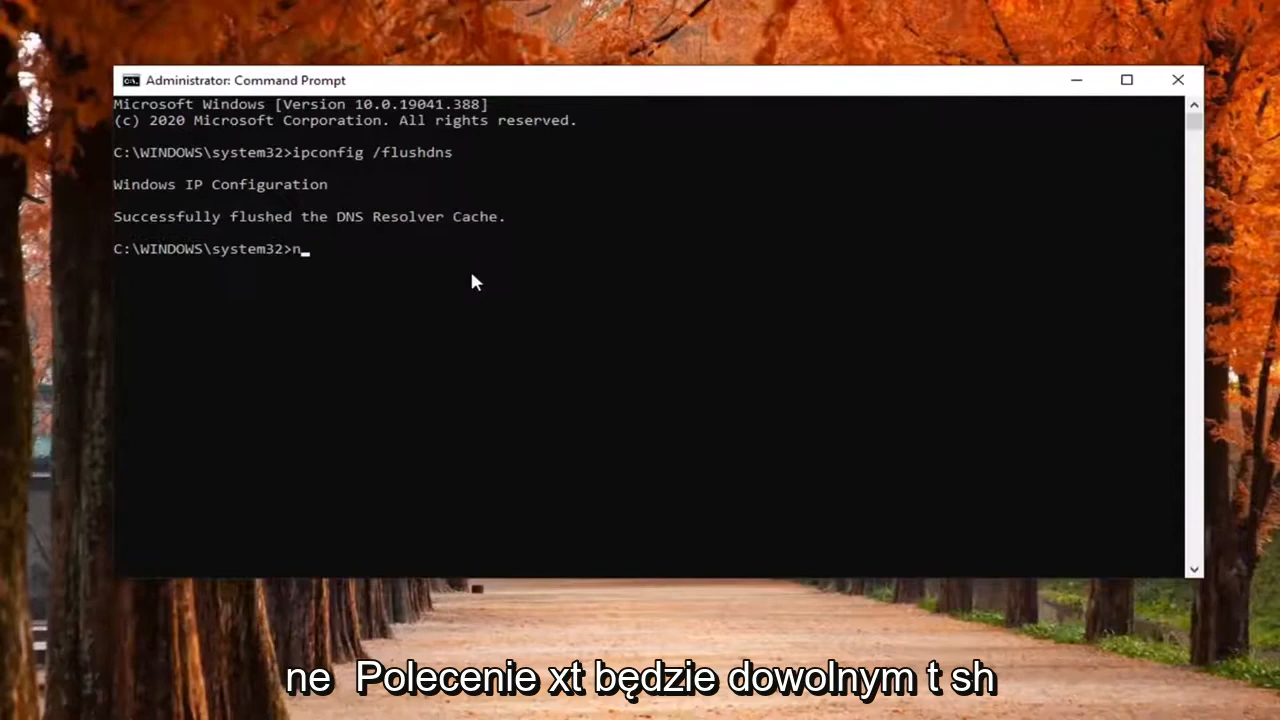 Administrator: Command Prompt
Microsoft Windows [Version 10.0.19041.388]
(c) 2020 Microsoft Corporation. All rights reserved.
C:\WINDOWS\system32>ipconfig /flushdns
Windows IP Configuration
Successfully flushed the DNS Resolver Cache.
C:\WINDOWS\system32>n_
ne Polecenie xt będzie dowolnym t sh